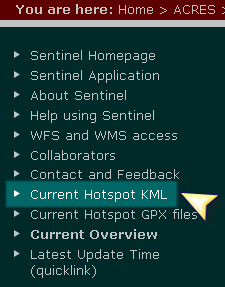 You are here: Home > ACRES >
Sentinel Homepage
Sentinel Application
About Sentinel
Help using Sentinel
WFS and WMS access
Collaborators
Contact and Feedback
Current Hotspot KML
Current Hotspot GPX files
Current Overview
Latest Update Time
(quicklink)